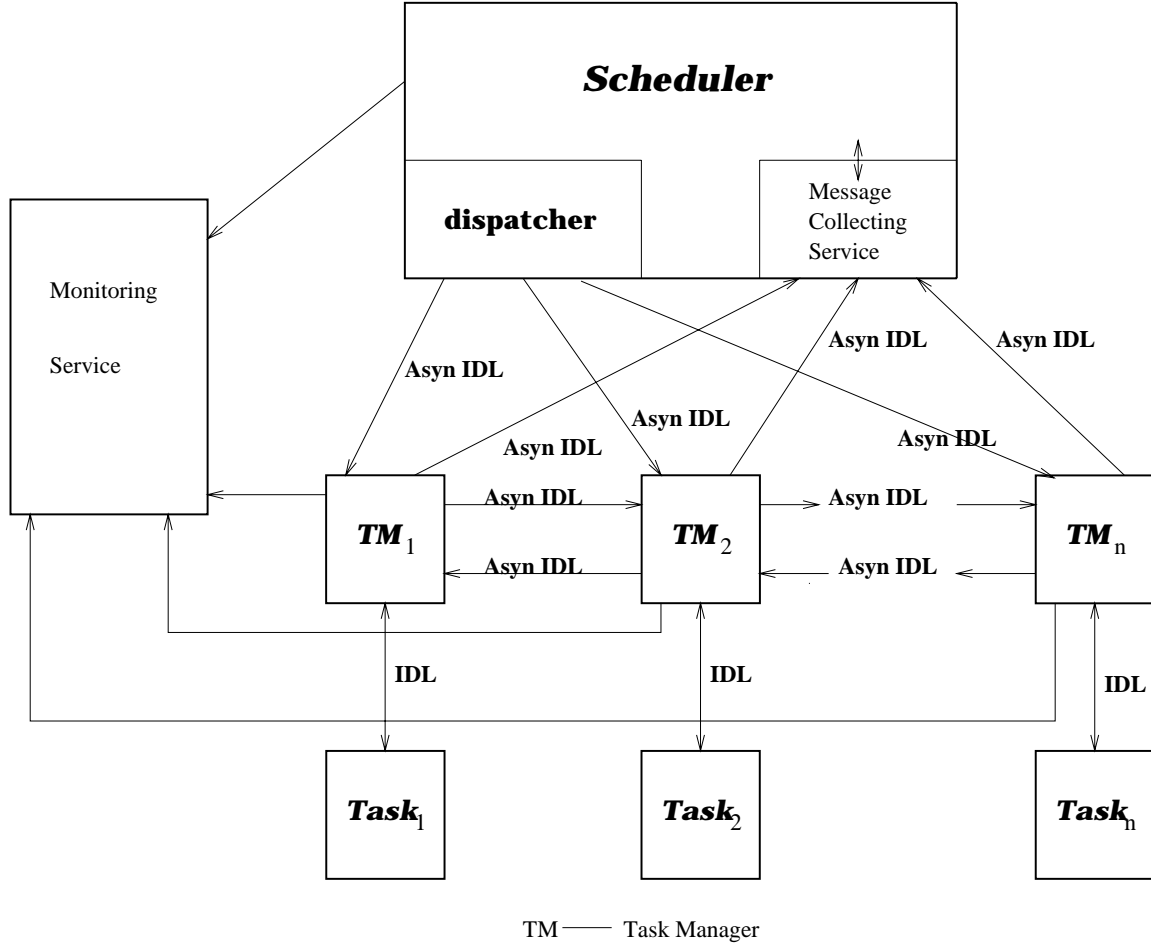 Scheduler
dispatcher
Message
Collecting
Service
Monitoring
Service
Asyn IDL
Asyn IDL
Asyn IDL
Asyn IDL
Asyn IDL
Asyn IDL
Asyn IDL
Asyn IDL
TM1
TM2
TMn
Asyn IDL
Asyn IDL
IDL
IDL
IDL
Task1
Task2
Taskn
TM — Task Manager